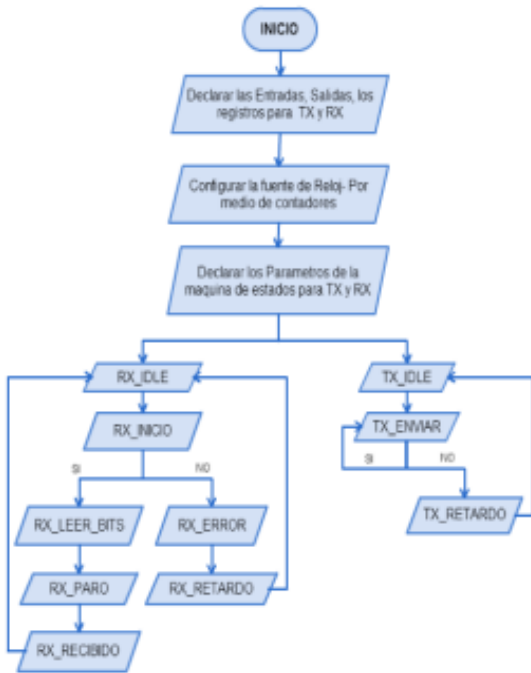 INICIO
Declarar las Entradas, Salidas, los
registros para TX y RX
Configurar la fuente de Reloj- Por
medio de contadores
Declarar los Parametros de la
maquina de estados para TX y RX
RX_IDLE
TX_IDLE
RX_INICIO
TX_ENVIAR
SI
NO
SI
NO
RX_LEER_BITS
RX_ERROR
TX_RETARDO
RX_PARO
RX_RETARDO
RX_RECIBIDO